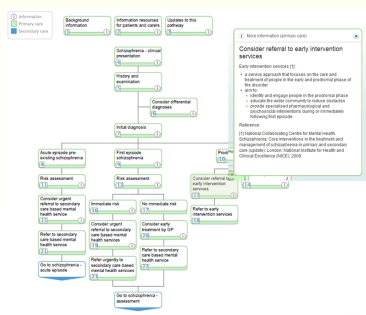 Information
Primary care
Secondary care
Background
information
Information resources
for patients and carers
Updates to this
pathway
Schizophrenia - clinical
presentation
History and
examination
Consider differential
diagnoses
Initial diagnosis
Acute episode pre-
existing schizophrenia
First episode
schizophrenia
Risk assessment
Risk assessment
Consider referral to
early intervention
services
Consider urgent
referral to secondary
care based mental
health service
Immediate risk
No immediate risk
Refer to early
intervention services
Consider urgent
referral to secondary
care based mental
health services
Consider early
treatment by GP
Refer to secondary
care based mental
health service
Refer to secondary
care based mental
health service
Refer urgently to
secondary care based
mental health services
Go to schizophrenia -
acute episode
Go to schizophrenia -
assessment
More information (primary care)
Consider referral to early intervention
services
Early intervention services [1]:
a service approach that focuses on the care and
treatment of people in the early and prodromal phase of
the disorder
aim to:
identify and engage people in the prodromal phase
educate the wider community to reduce obstacles
provide specialised pharmacological and
psychosocial interventions during or immediately
following first episode
Reference:
[1] National Collaborating Centre for Mental Health.
Schizophrenia: Core interventions in the treatment and
management of schizophrenia in primary and secondary
care (update). London: National Institute for Health and
Clinical Excellence (NICE); 2009.